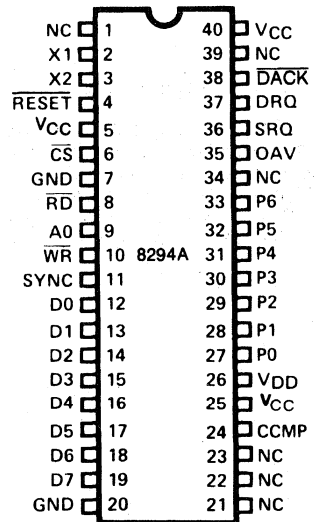 NC 1 40 VCC
X1 2 39 NC
X2 3 38 DACK
RESET 4 37 DRQ
VCC 5 36 SRQ
CS 6 35 OAV
GND 7 34 NC
RD 8 33 P6
A0 9 32 P5
WR 10 8294A 31 P4
SYNC 11 30 P3
D0 12 29 P2
D1 13 28 P1
D2 14 27 P0
D3 15 26 VDD
D4 16 25 VCC
D5 17 24 CCMP
D6 18 23 NC
D7 19 22 NC
GND 20 21 NC